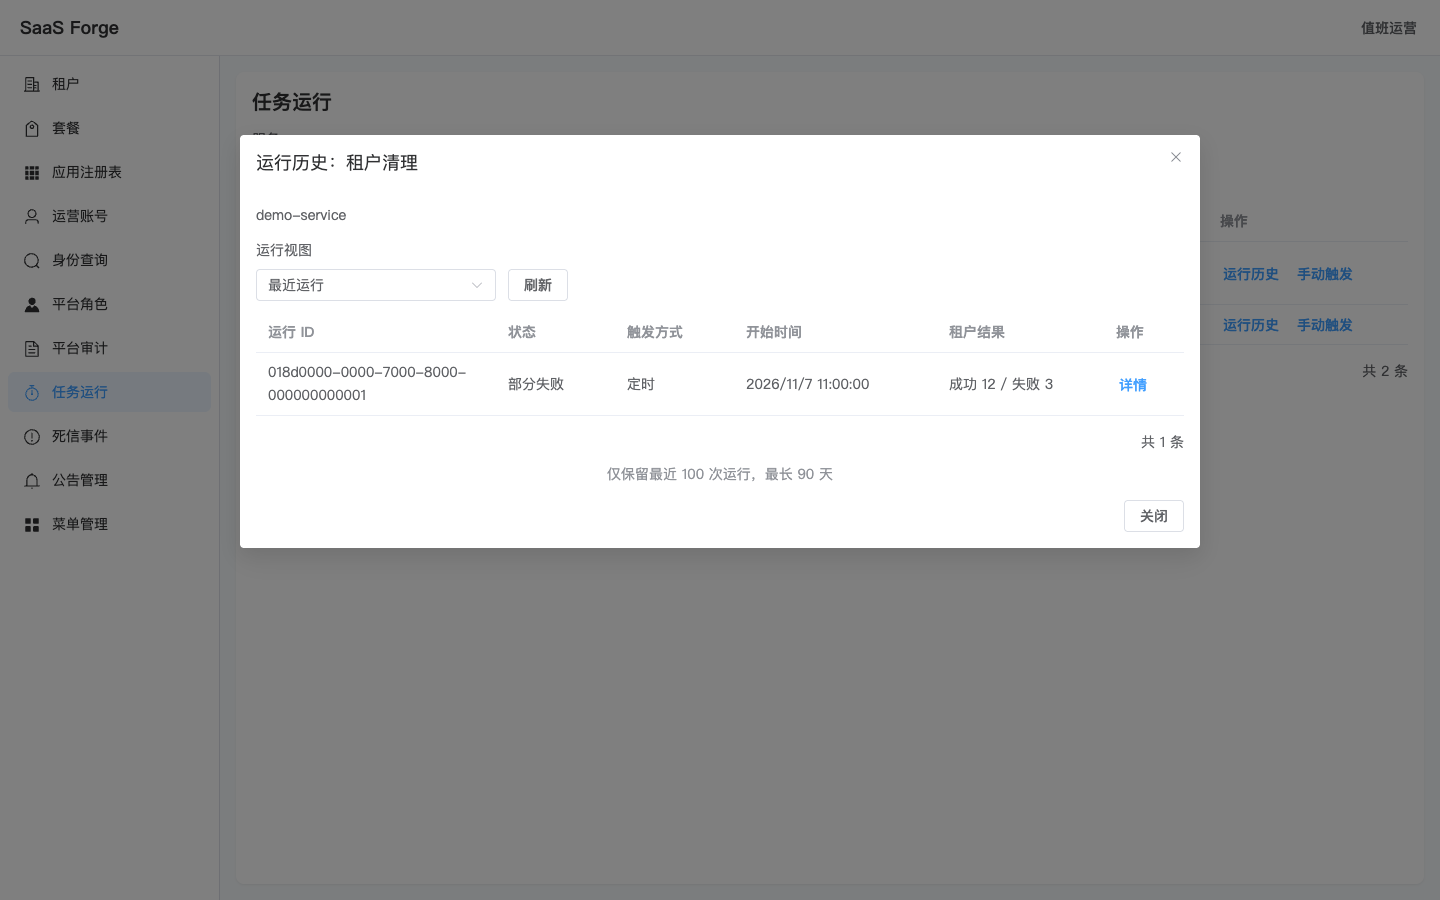 SaaS Forge
值班运营
租户
套餐
应用注册表
运营账号
身份查询
平台角色
平台审计
任务运行
死信事件
公告管理
菜单管理
任务运行
操作
运行历史 手动触发
运行历史 手动触发
共 2 条
运行历史：租户清理
demo-service
运行视图
最近运行 刷新
运行 ID 状态 触发方式 开始时间 租户结果 操作
018d0000-0000-7000-8000-
000000000001 部分失败 定时 2026/11/7 11:00:00 成功 12 / 失败 3 详情
共 1 条
仅保留最近 100 次运行，最长 90 天
关闭